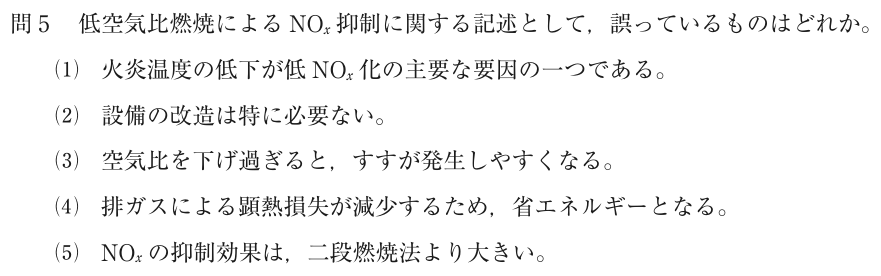 問5 低空気比燃焼による NOx 抑制に関する記述として，誤っているものはどれか。
(1) 火炎温度の低下が低 NOx 化の主要な要因の一つである。
(2) 設備の改造は特に必要ない。
(3) 空気比を下げ過ぎると，すすが発生しやすくなる。
(4) 排ガスによる顕熱損失が減少するため，省エネルギーとなる。
(5) NOx の抑制効果は，二段燃焼法より大きい。